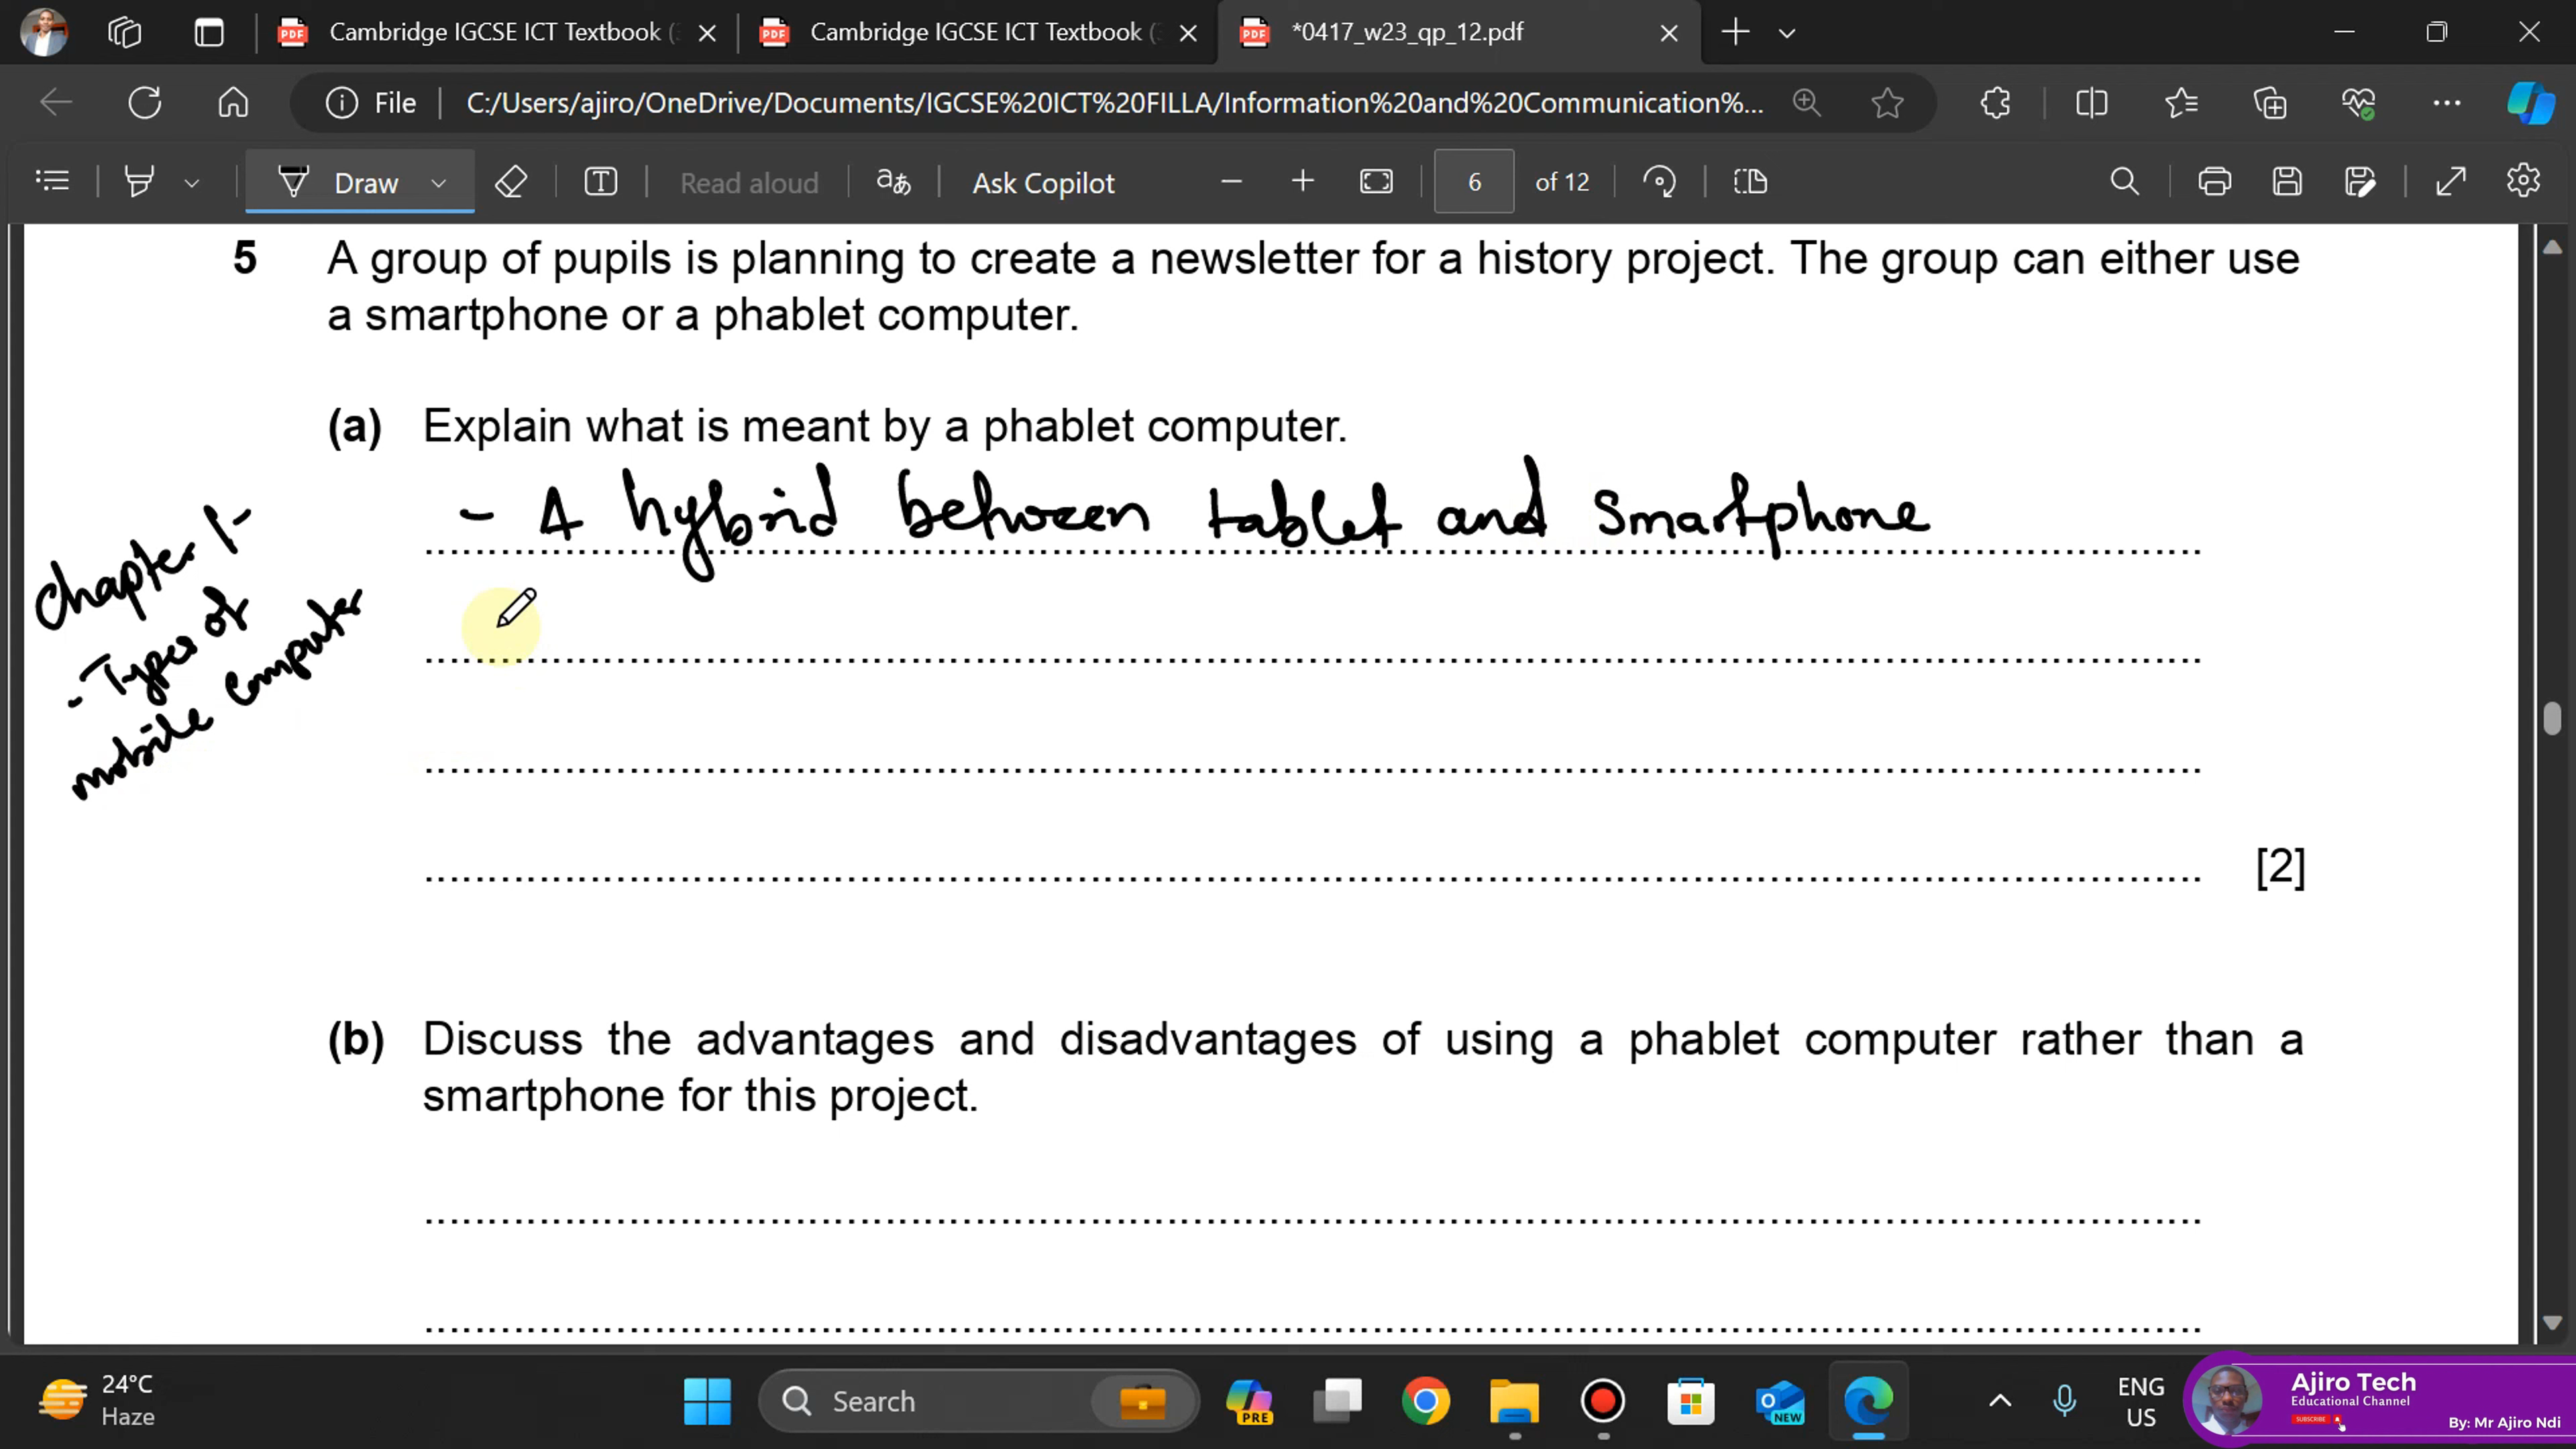 Cambridge IGCSE ICT Textbook (
Cambridge IGCSE ICT Textbook (
*0417_w23_qp_12.pdf
File
C:/Users/ajiro/OneDrive/Documents/IGCSE%20ICT%20FILLA/Information%20and%20Communication%...
Draw
Read aloud
aあ
Ask Copilot
6 of 12
5 A group of pupils is planning to create a newsletter for a history project. The group can either use
a smartphone or a phablet computer.
(a) Explain what is meant by a phablet computer.
- A hybrid between tablet and smartphone
chapter 1-
- Types of
mobile computer
[2]
(b) Discuss the advantages and disadvantages of using a phablet computer rather than a
smartphone for this project.
24°C
Haze
Search
PRE
NEW
ENG
US
Ajiro Tech
Educational Channel
SUBSCRIBE
By: Mr Ajiro Ndi